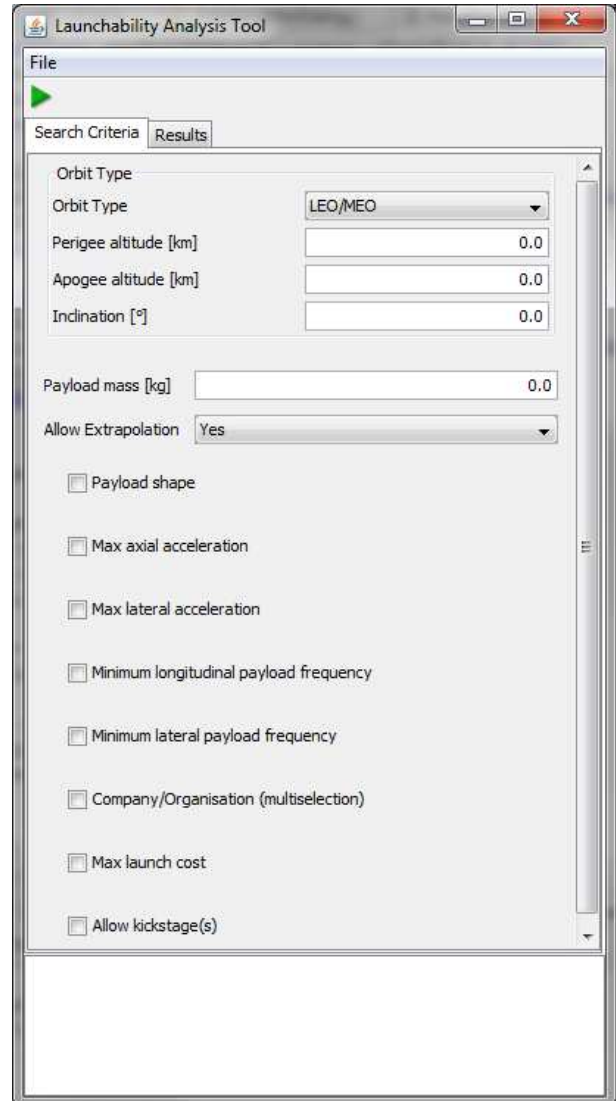 Launchability Analysis Tool
File
Search Criteria Results
Orbit Type
Orbit Type LEO/MEO
Perigee altitude [km] 0.0
Apogee altitude [km] 0.0
Inclination [°] 0.0
Payload mass [kg] 0.0
Allow Extrapolation Yes
Payload shape
Max axial acceleration
Max lateral acceleration
Minimum longitudinal payload frequency
Minimum lateral payload frequency
Company/Organisation (multiselection)
Max launch cost
Allow kickstage(s)